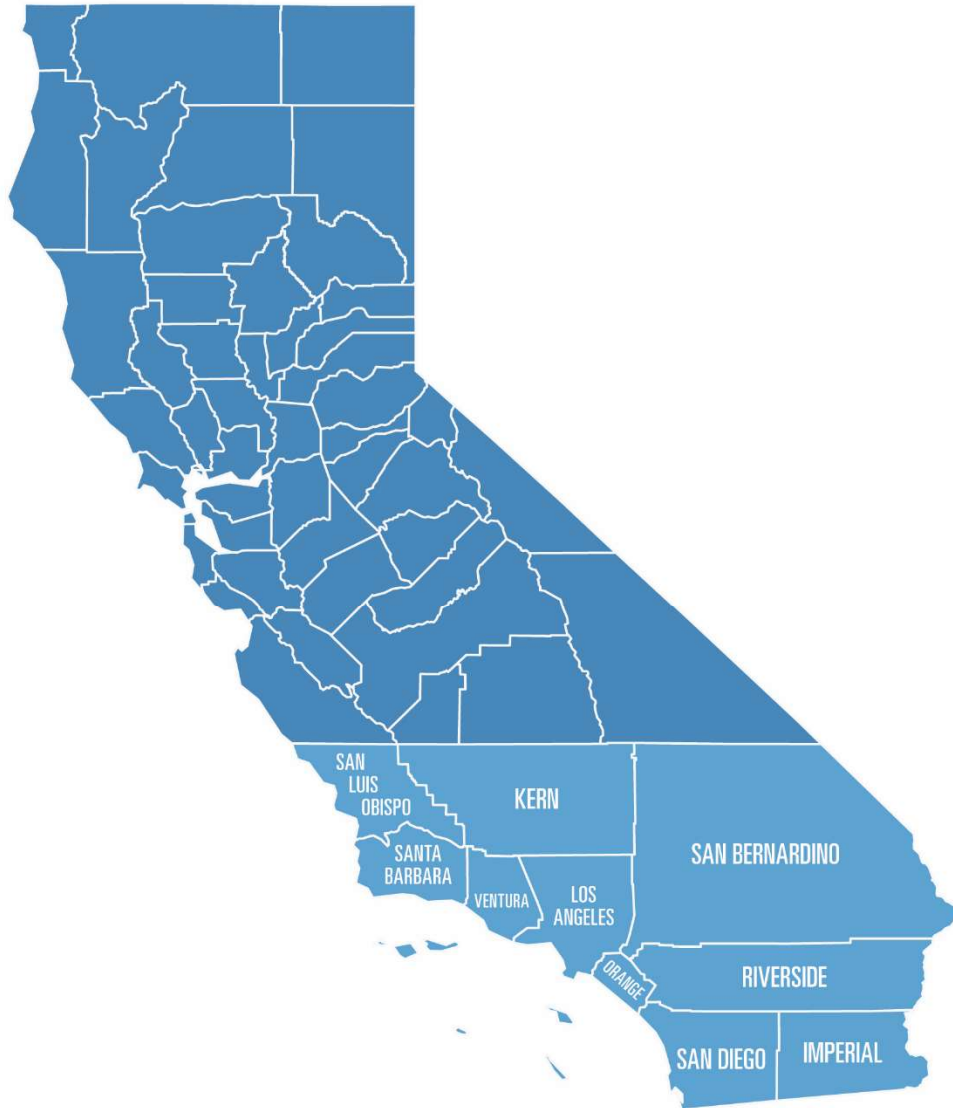 SAN
LUIS
OBISPO
KERN
SAN BERNARDINO
SANTA
BARBARA
VENTURA
LOS
ANGELES
ORANGE
RIVERSIDE
SAN DIEGO
IMPERIAL